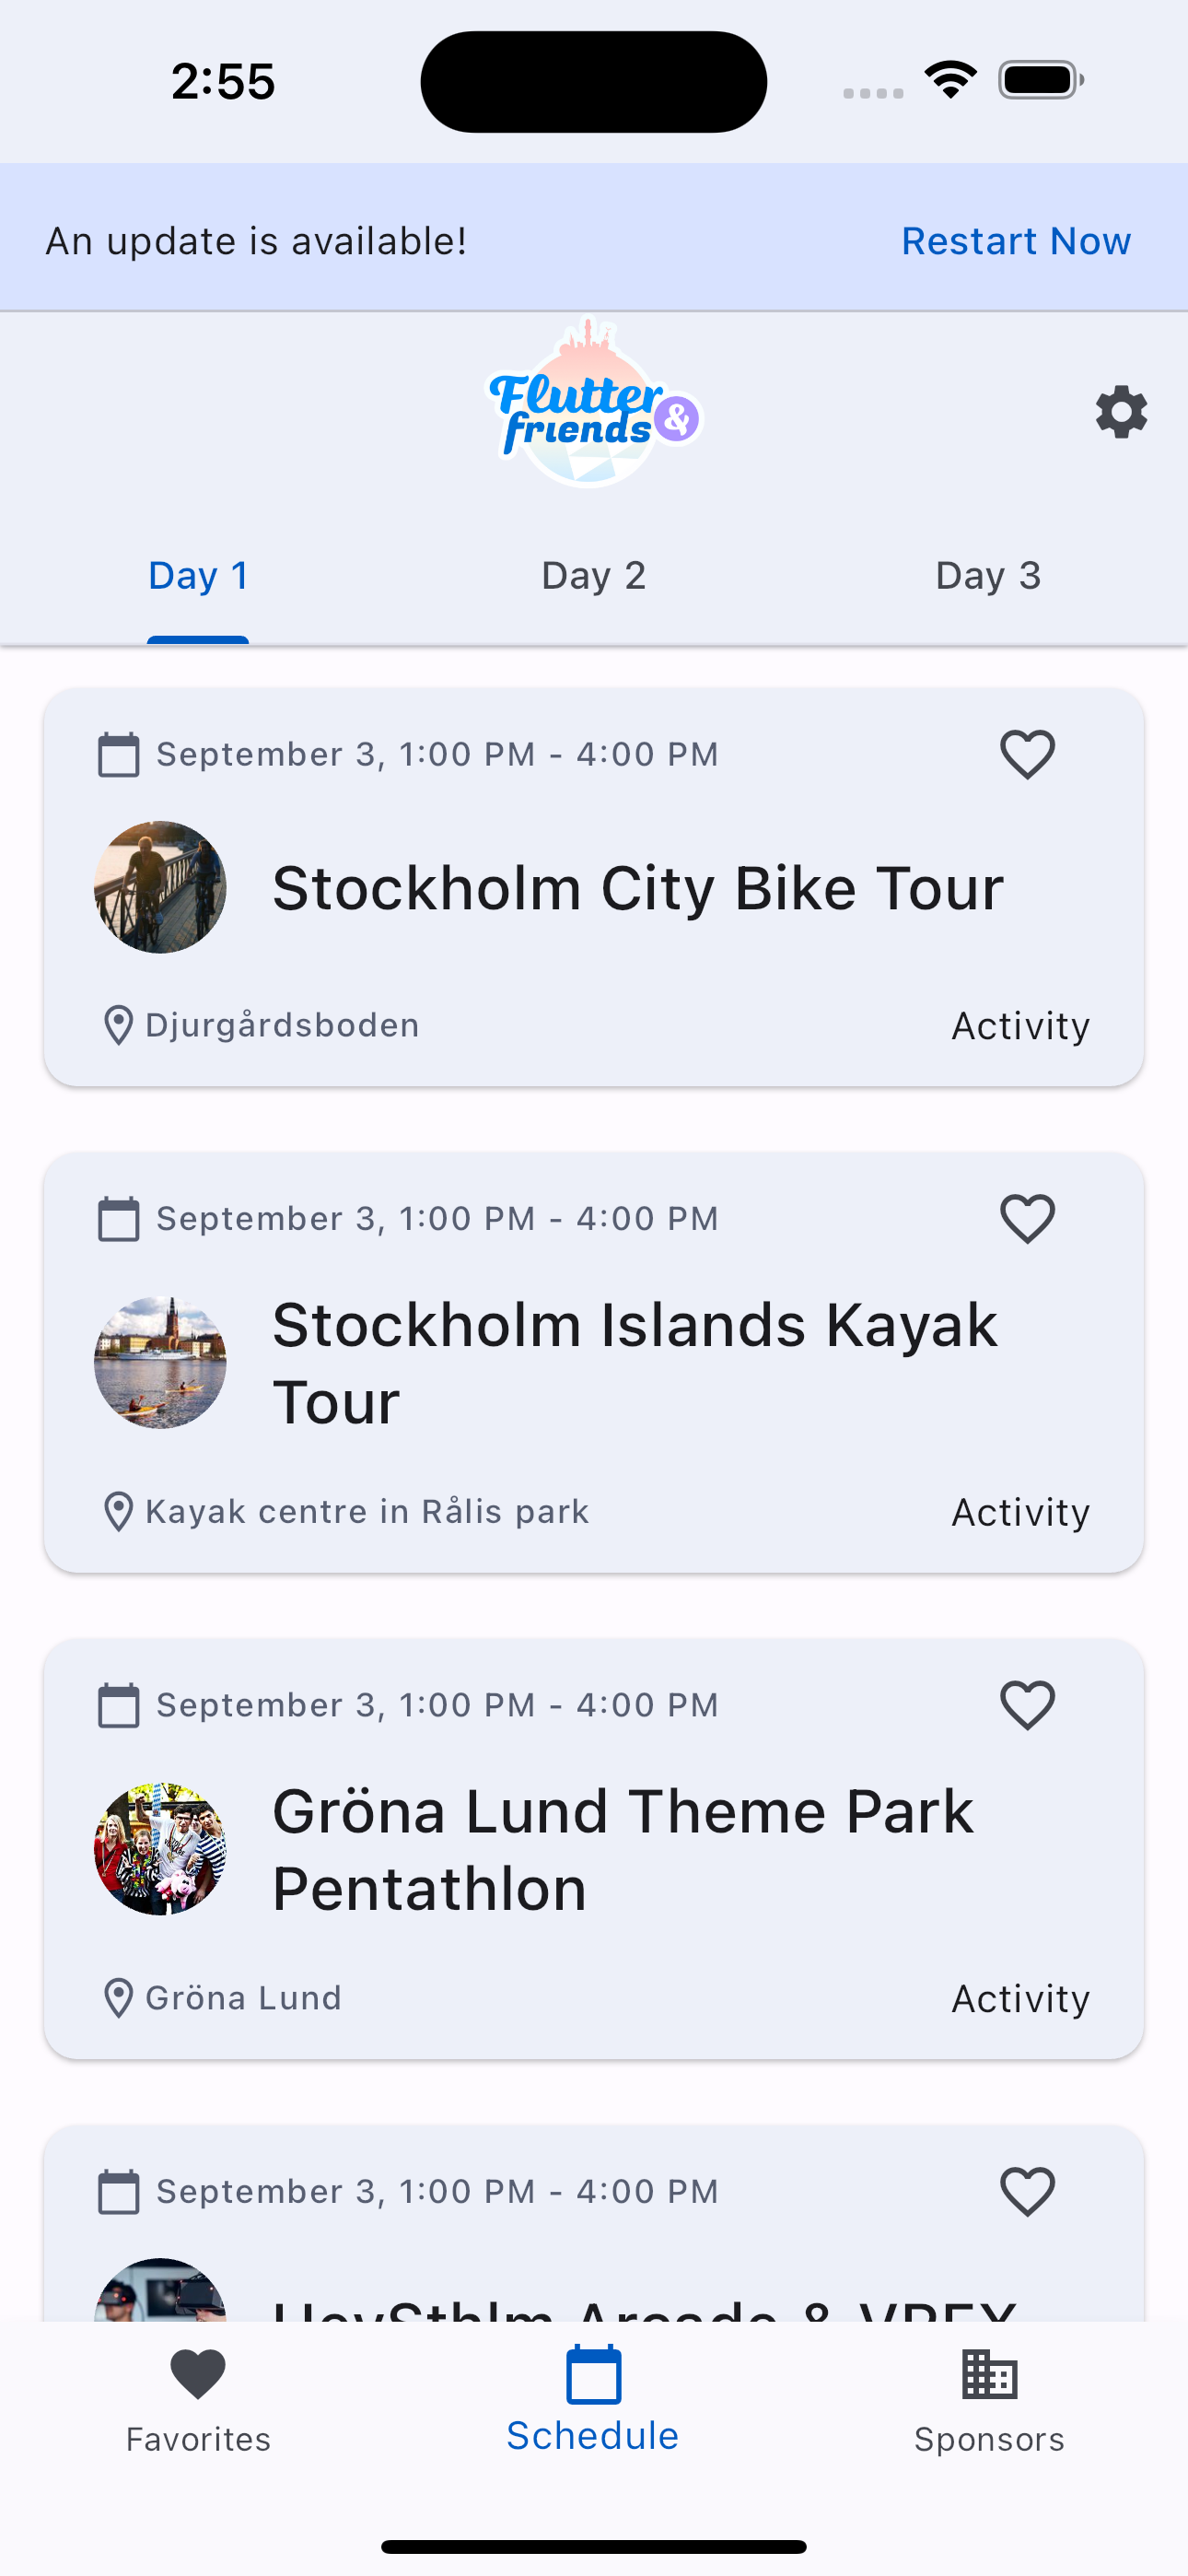 2:55
An update is available!
Restart Now
Flutter
friends &
Day 1
Day 2
Day 3
September 3, 1:00 PM - 4:00 PM
Stockholm City Bike Tour
Djurgårdsboden
Activity
September 3, 1:00 PM - 4:00 PM
Stockholm Islands Kayak
Tour
Kayak centre in Rålis park
Activity
September 3, 1:00 PM - 4:00 PM
Gröna Lund Theme Park
Pentathlon
Gröna Lund
Activity
September 3, 1:00 PM - 4:00 PM
HeySthlm Arcade & VREX
Favorites
Schedule
Sponsors